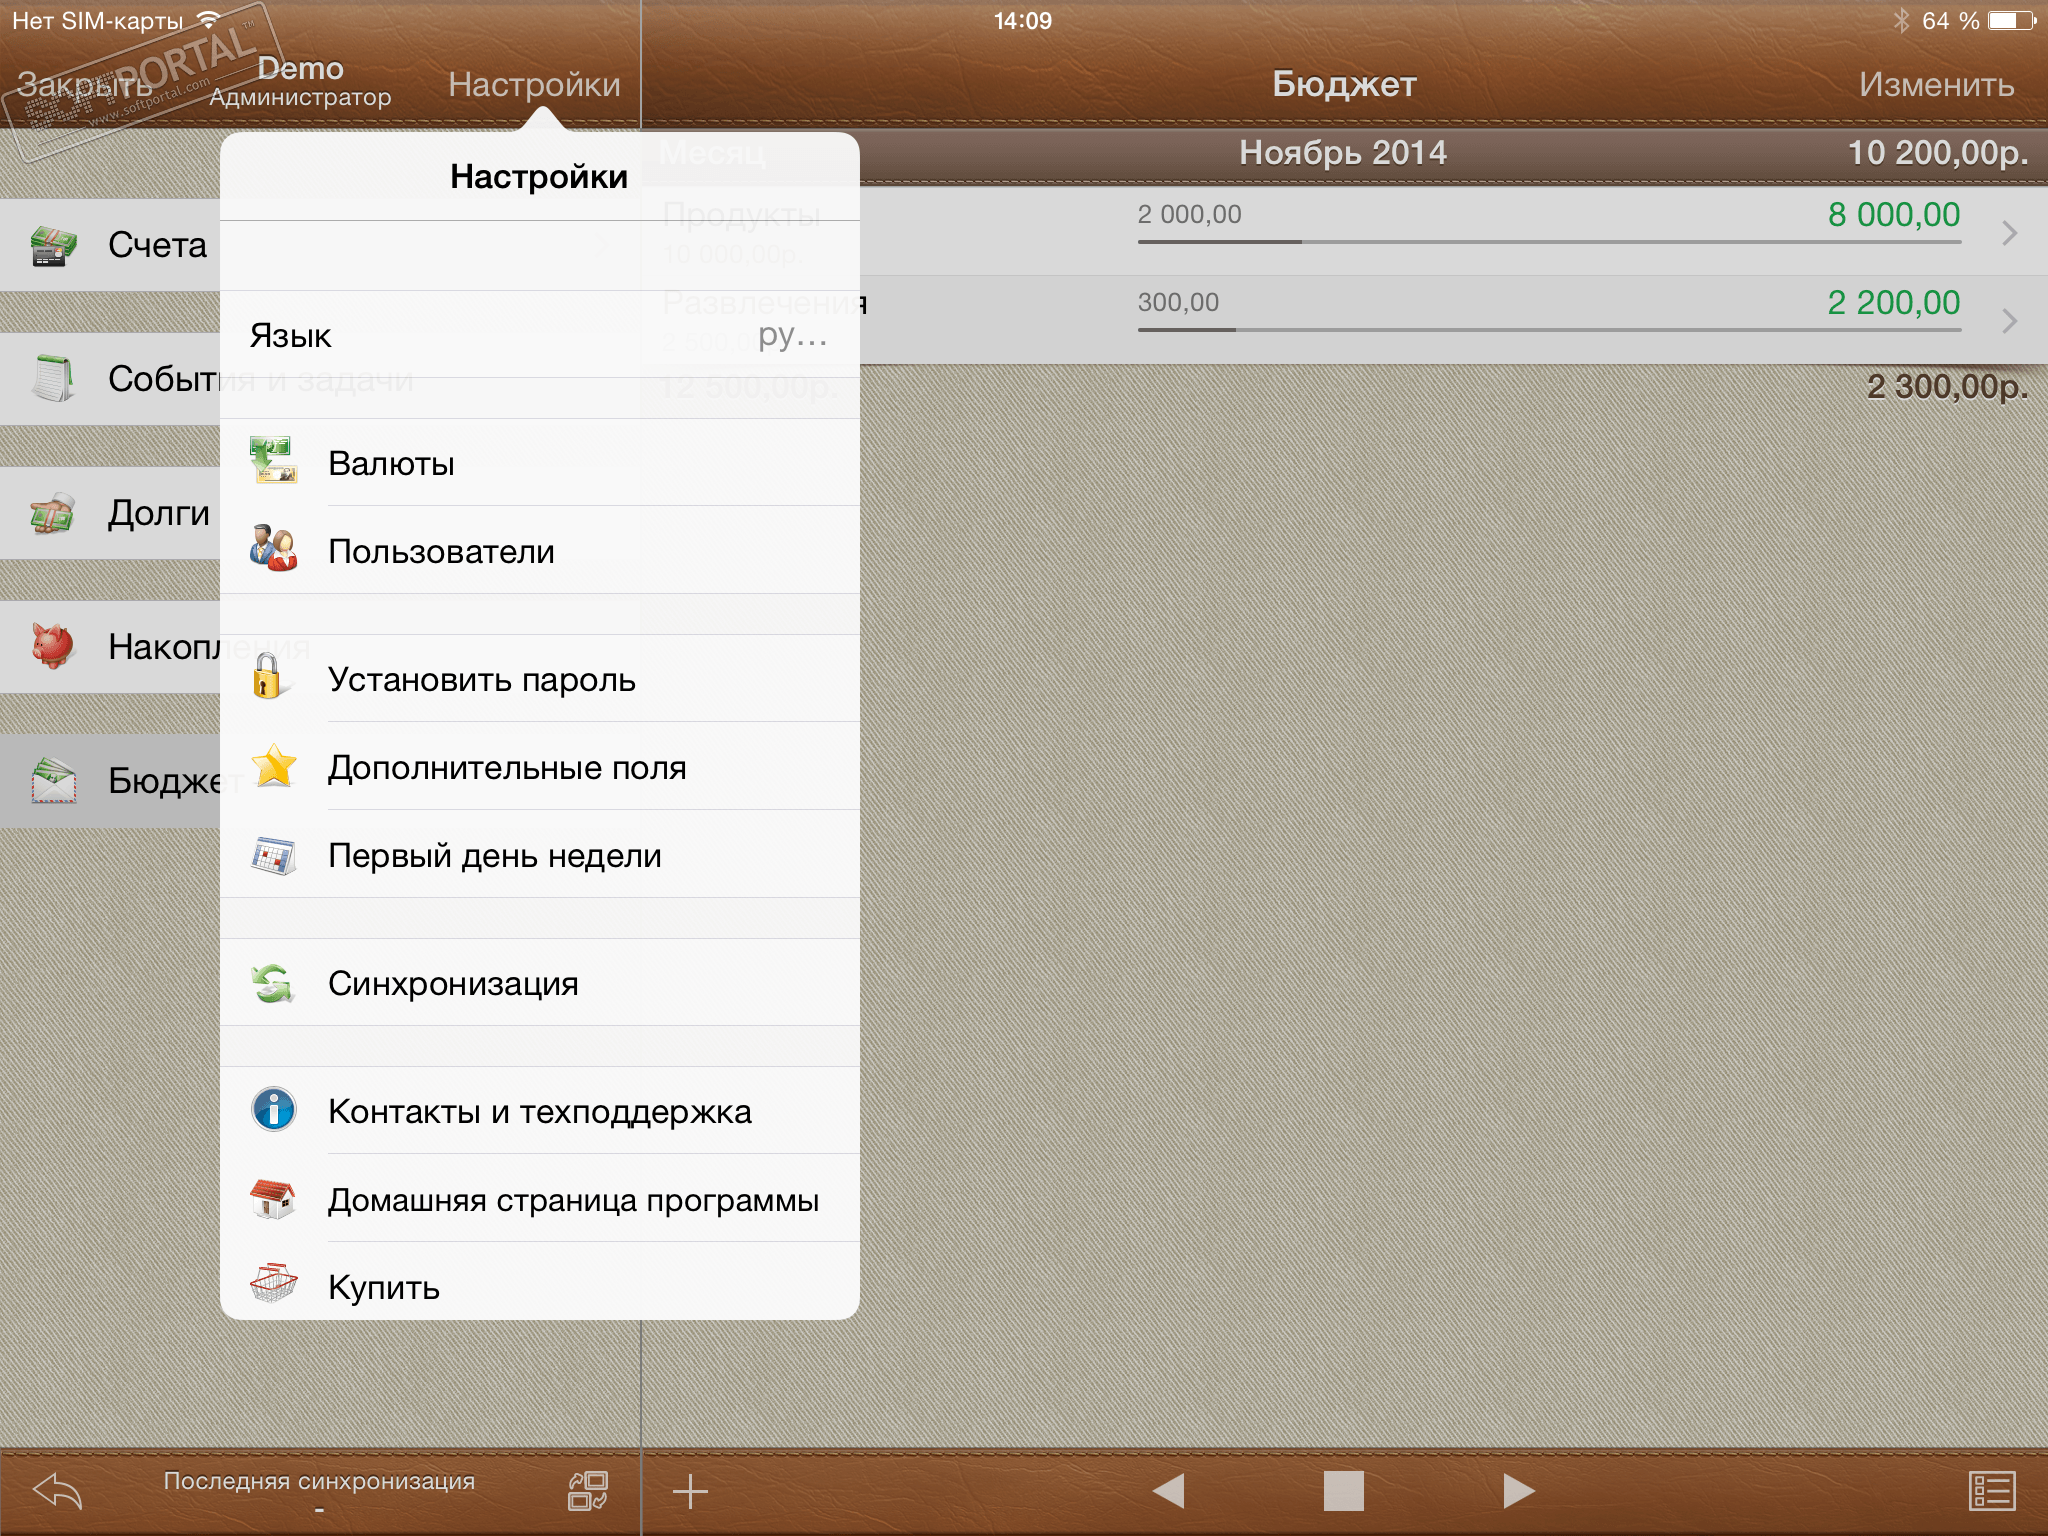 Нет SIM-карты
14:09
64 %
SOFTPORTAL™
www.softportal.com
Закрыть
Demo
Администратор
Настройки
Бюджет
Изменить
Месяц
Ноябрь 2014
10 200,00р.
Настройки
Продукты
10 000,00р.
2 000,00
8 000,00
Развлечения
2 500,00
300,00
2 200,00
12 500,00р.
2 300,00р.
Счета
События и задачи
Долги
Накопления
Бюджет
Язык
ру...
Валюты
Пользователи
Установить пароль
Дополнительные поля
Первый день недели
Синхронизация
Контакты и техподдержка
Домашняя страница программы
Купить
Последняя синхронизация
-